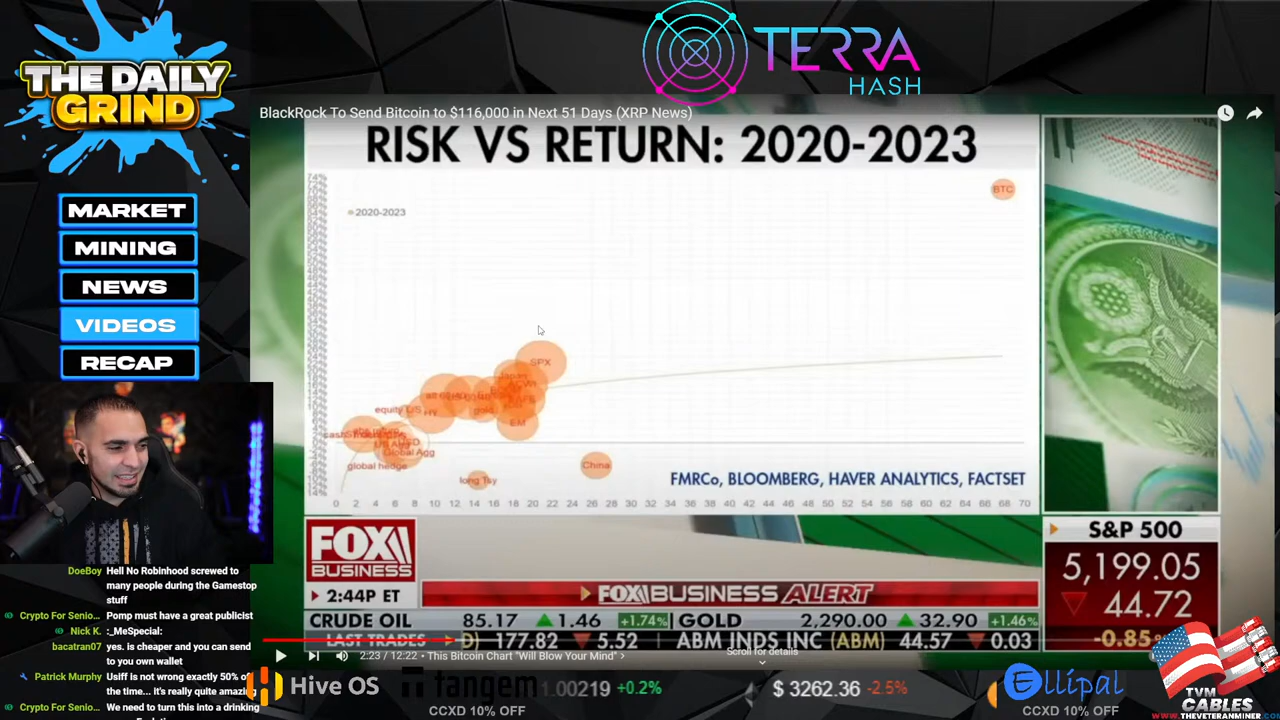 THE DAILY
GRIND
TERRA
HASH
BlackRock To Send Bitcoin to $116,000 in Next 51 Days (XRP News)
RISK VS RETURN: 2020-2023
2020-2023
BTC
SPX
gold
EM
equity L/S
HY
Global Agg
global hedge
long Tsy
China
0 2 4 6 8 10 12 14 16 18 20 22 24 26 28 30 32 34 36 38 40 42 44 46 48 50 52 54 56 58 60 62 64 66 68 70
FMRCo, BLOOMBERG, HAVER ANALYTICS, FACTSET
MARKET
MINING
NEWS
VIDEOS
RECAP
FOX
BUSINESS
2:44P ET
FOX BUSINESS ALERT
CRUDE OIL 85.17 1.46 +1.74% GOLD 2,290.00 32.90 +1.46%
LAST TRADES D) 177.82 5.52 ABM INDS INC (ABM) 44.57 0.03
S&P 500
5,199.05
44.72
-0.85%
2:23 / 12:22 • This Bitcoin Chart "Will Blow Your Mind" >
Scroll for details
DoeBoy Hell No Robinhood screwed to
many people during the Gamestop
stuff
Crypto For Senio... Pomp must have a great publicist
Nick K. :_MeSpecial:
bacatran07 yes. is cheaper and you can send
to you own wallet
Patrick Murphy Usiff is not wrong exactly 50% of
the time... it's really quite amazing
Crypto For Senio... We need to turn this into a drinking
Hive OS
tangem
CCXD 10% OFF
1.00219 +0.2%
$ 3262.36 -2.5%
Ellipal
CCXD 10% OFF
TVM
CABLES
WWW.THEVETERANMINER.COM